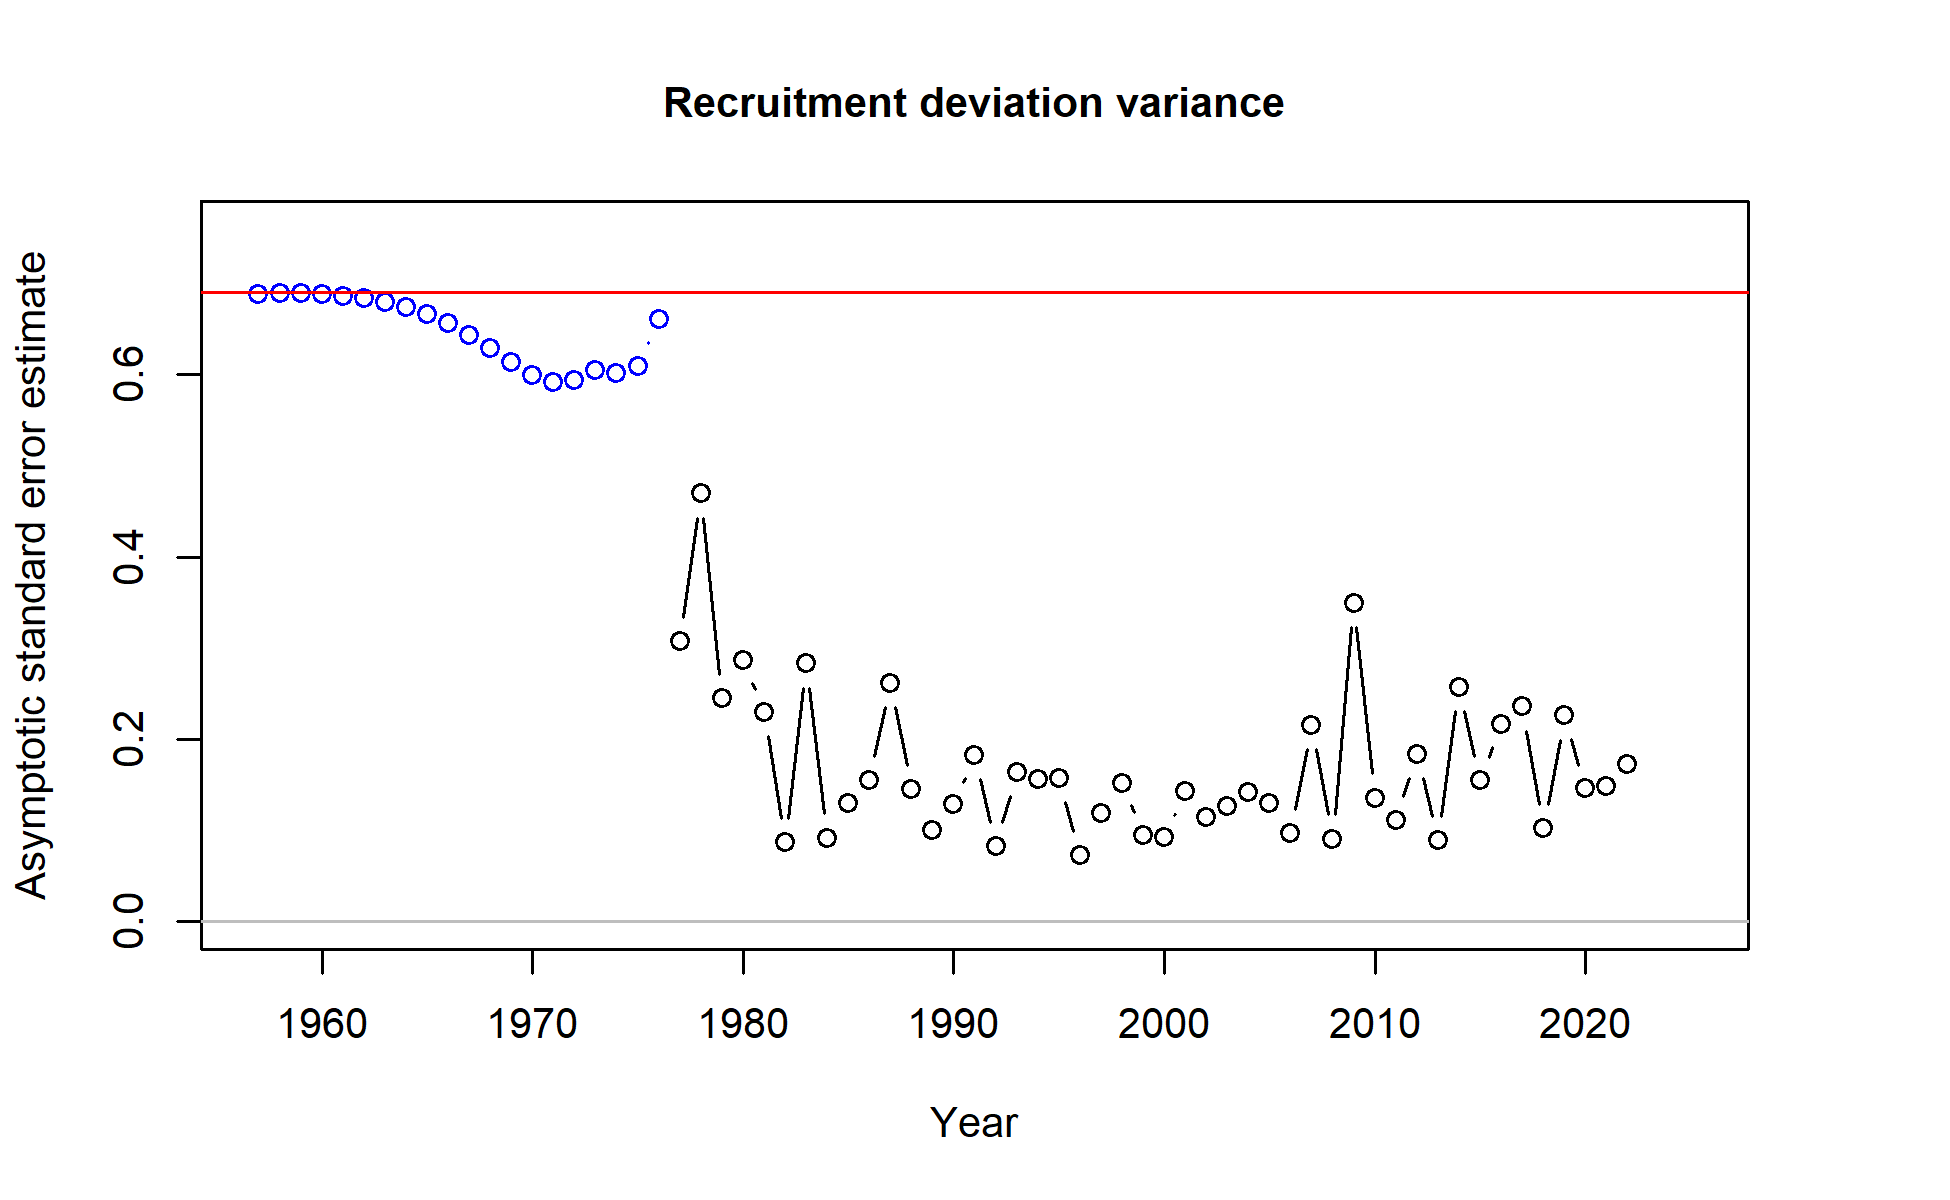 Recruitment deviation variance
Asymptotic standard error estimate
0.6
0.4
0.2
0.0
1960 1970 1980 1990 2000 2010 2020
Year